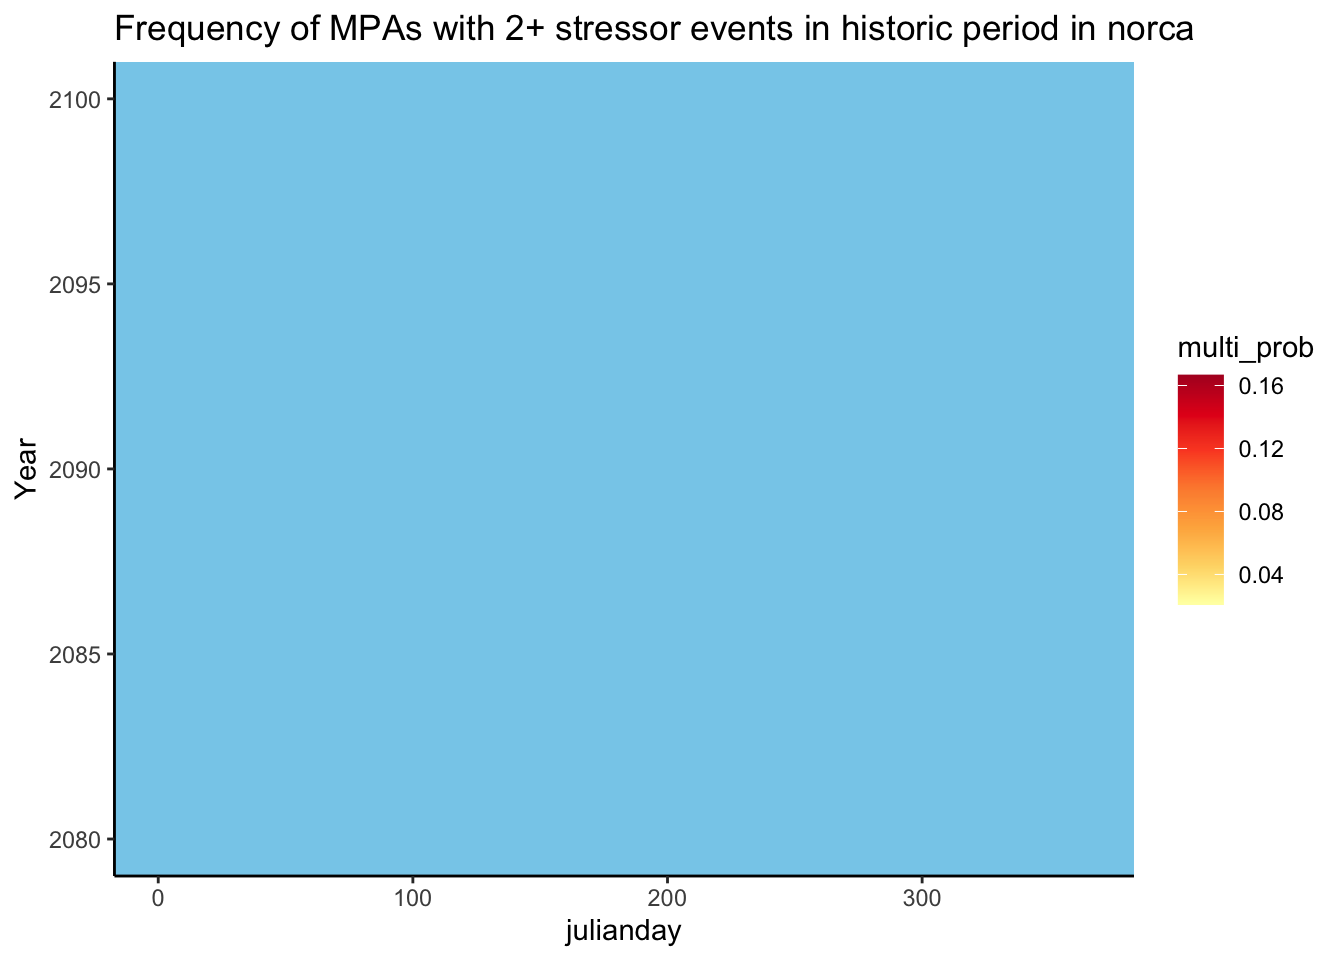 Frequency of MPAs with 2+ stressor events in historic period in norca
2100
2095
2090
2085
2080
Year
0 100 200 300
julianday
multi_prob
0.16
0.12
0.08
0.04